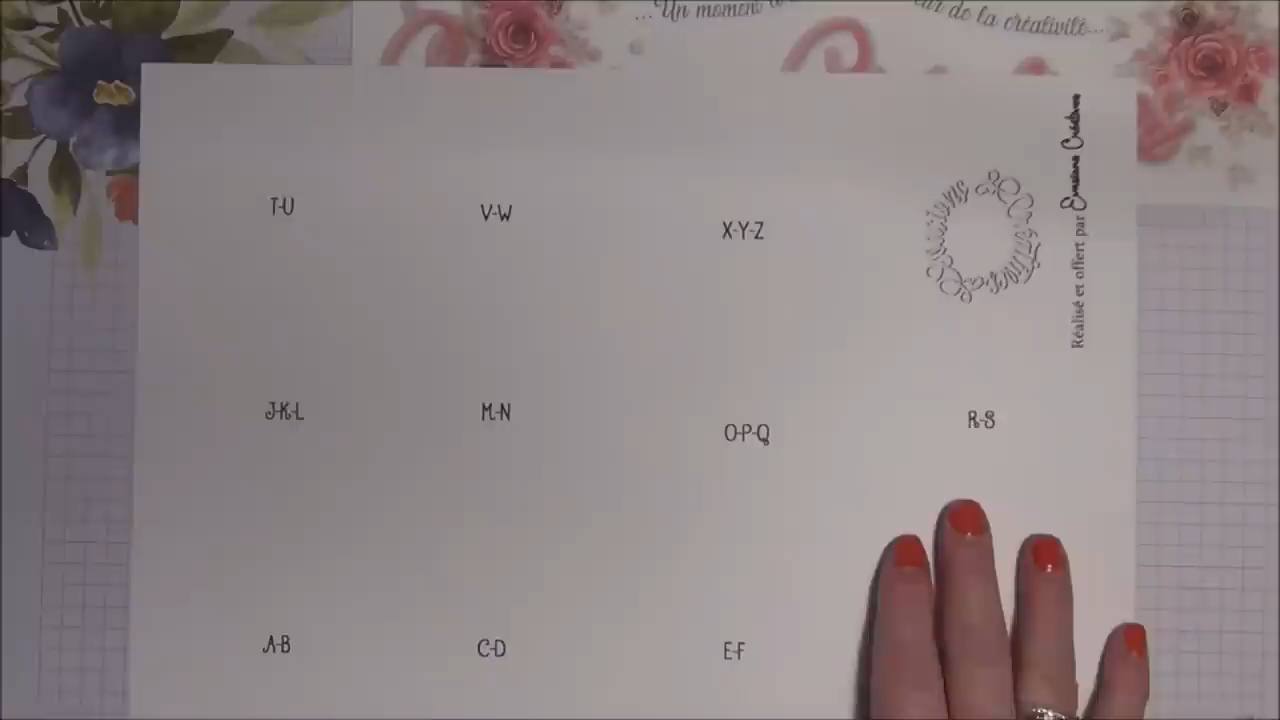 ...Un moment
de la créativité...
T-U
V-W
X-Y-Z
Réalisé et offert par
J-K-L
M-N
O-P-Q
R-S
A-B
C-D
E-F